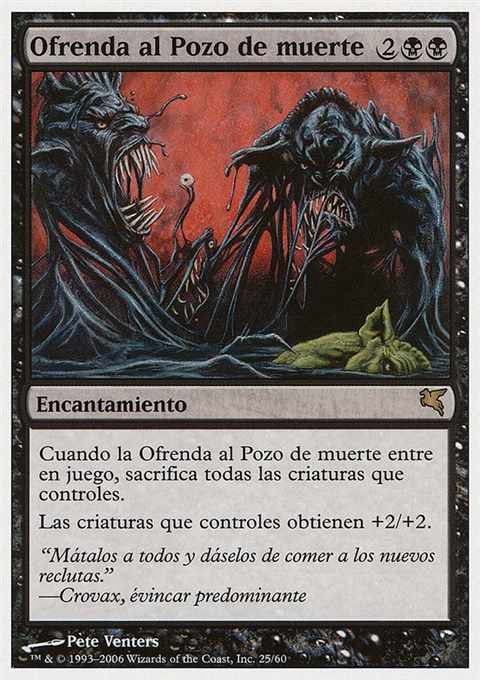 Ofrenda al Pozo de muerte 2
Encantamiento
Cuando la Ofrenda al Pozo de muerte entre
en juego, sacrifica todas las criaturas que
controles.
Las criaturas que controles obtienen +2/+2.
“Mátalos a todos y dáselos de comer a los nuevos
reclutas.”
—Crovax, évincar predominante
Pete Venters
™ & © 1993–2006 Wizards of the Coast, Inc. 25/60